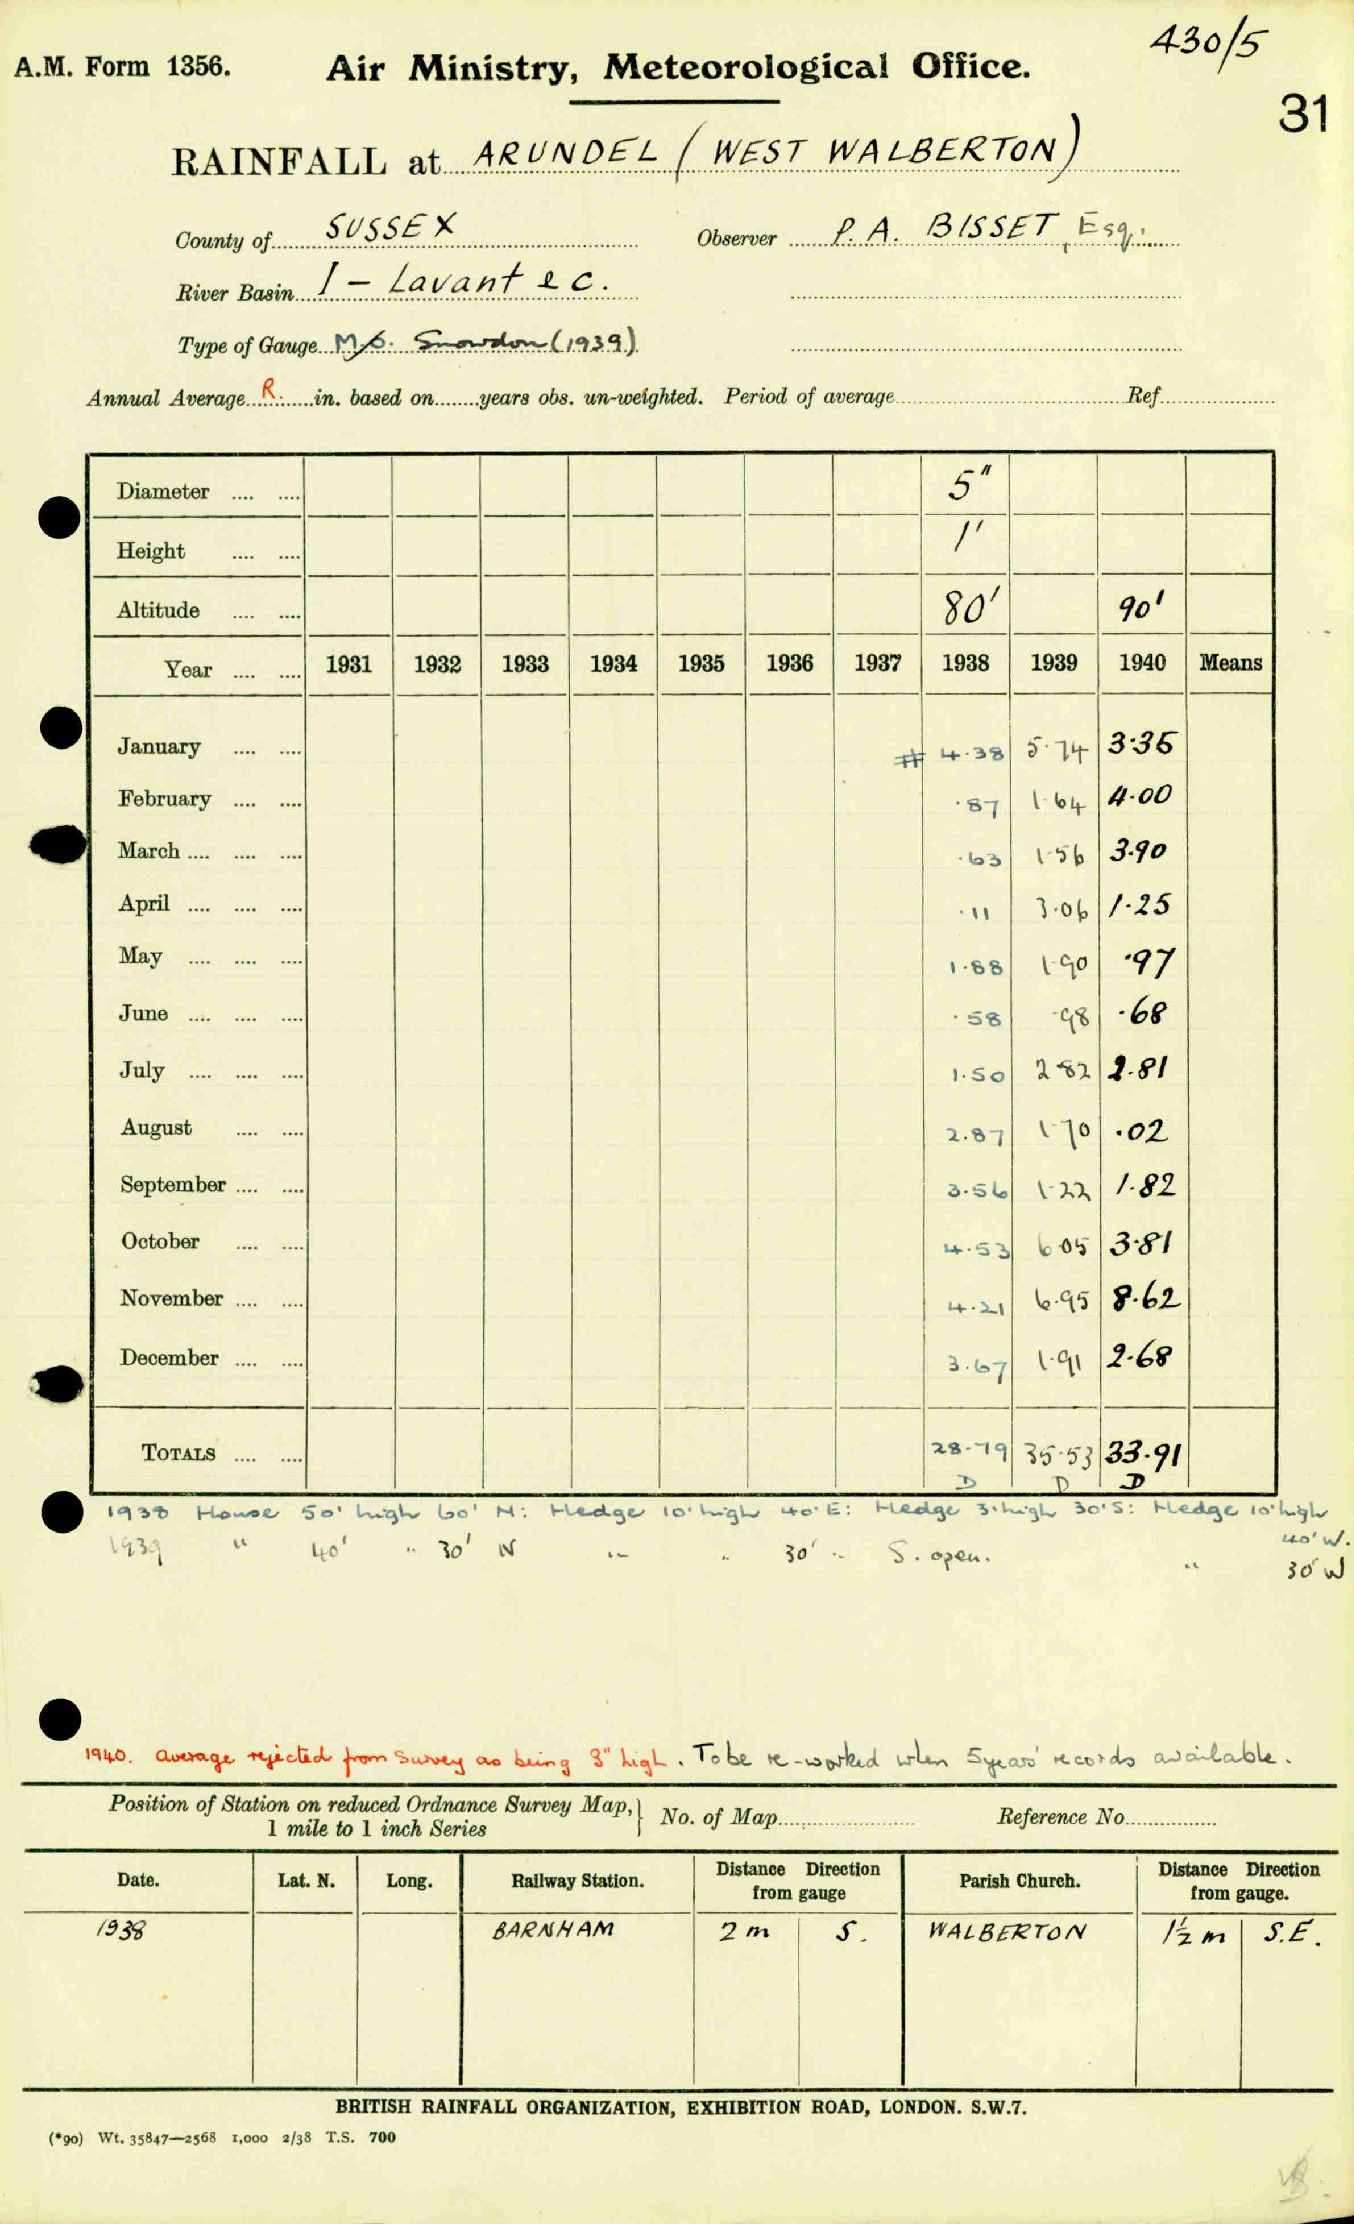 430/5
A.M. Form 1356. Air Ministry, Meteorological Office.
31
RAINFALL at ARUNDEL (WEST WALBERTON)
County of SUSSEX Observer P. A. BISSET, Esq.
River Basin 1 – Lavant & c.
Type of Gauge M.O. Snowdon (1939)
Annual Average R. in. based on years obs. un-weighted. Period of average Ref
Diameter .... .... 5"
Height .... .... 1'
Altitude .... .... 80' 90'
Year .... .... 1931 1932 1933 1934 1935 1936 1937 1938 1939 1940 Means
January .... .... # 4.38 5.74 3.35
February .... .... .87 1.64 4.00
March .... .... .... .63 1.56 3.90
April .... .... .... .11 3.06 1.25
May .... .... .... 1.88 1.90 .97
June .... .... .... .58 .98 .68
July .... .... .... 1.50 2.82 2.81
August .... .... 2.87 1.70 .02
September .... .... 3.56 1.22 1.82
October .... .... 4.53 6.05 3.81
November .... .... 4.21 6.95 8.62
December .... .... 3.67 1.91 2.68
TOTALS .... .... 28.79 35.53 33.91
D D D
1938 House 50' high 60' N: Hedge 10' high 40' E: Hedge 3' high 30' S: Hedge 10' high
40' W.
1939 " 40' " 30' N " " 30' " S. open. " 30' W
1940. average rejected from Survey as being 3" high. To be re-worked when 5 years' records available.
Position of Station on reduced Ordnance Survey Map, } No. of Map Reference No
1 mile to 1 inch Series
Date. Lat. N. Long. Railway Station. Distance Direction from gauge Parish Church. Distance Direction from gauge.
1938 BARNHAM 2 m S. WALBERTON 1½ m S.E.
BRITISH RAINFALL ORGANIZATION, EXHIBITION ROAD, LONDON. S.W.7.
(*90) Wt. 35847—2568 1,000 2/38 T.S. 700